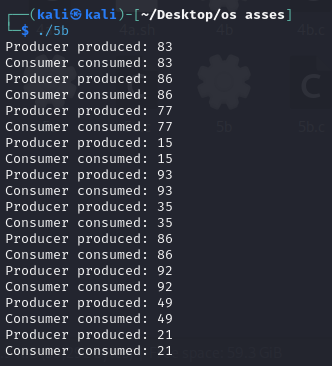 ┌──(kali㉿kali)-[~/Desktop/os asses]
└─$ ./5b
Producer produced: 83
Consumer consumed: 83
Producer produced: 86
Consumer consumed: 86
Producer produced: 77
Consumer consumed: 77
Producer produced: 15
Consumer consumed: 15
Producer produced: 93
Consumer consumed: 93
Producer produced: 35
Consumer consumed: 35
Producer produced: 86
Consumer consumed: 86
Producer produced: 92
Consumer consumed: 92
Producer produced: 49
Consumer consumed: 49
Producer produced: 21
Consumer consumed: 21